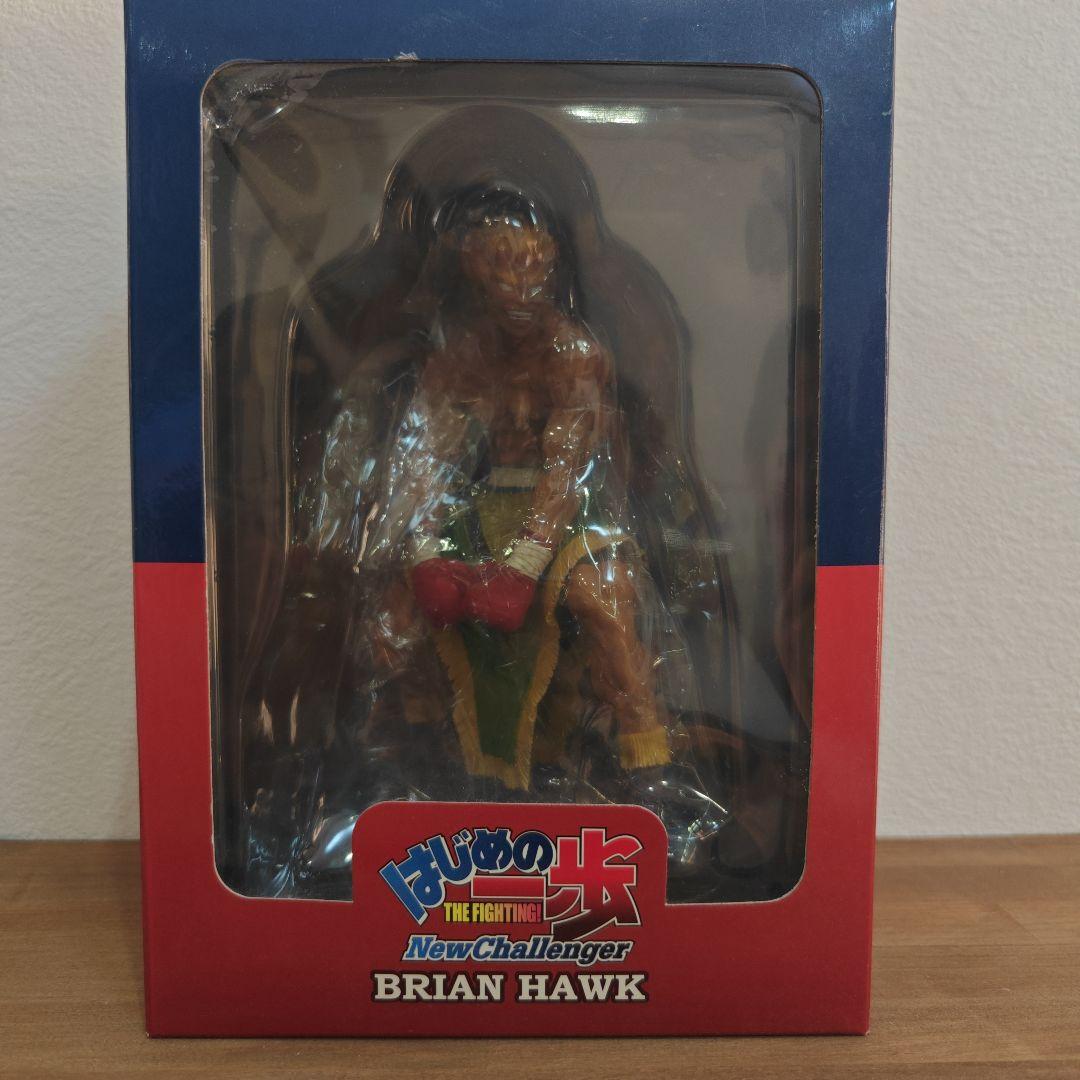 はじめの一歩
THE FIGHTING!
New Challenger
BRIAN HAWK